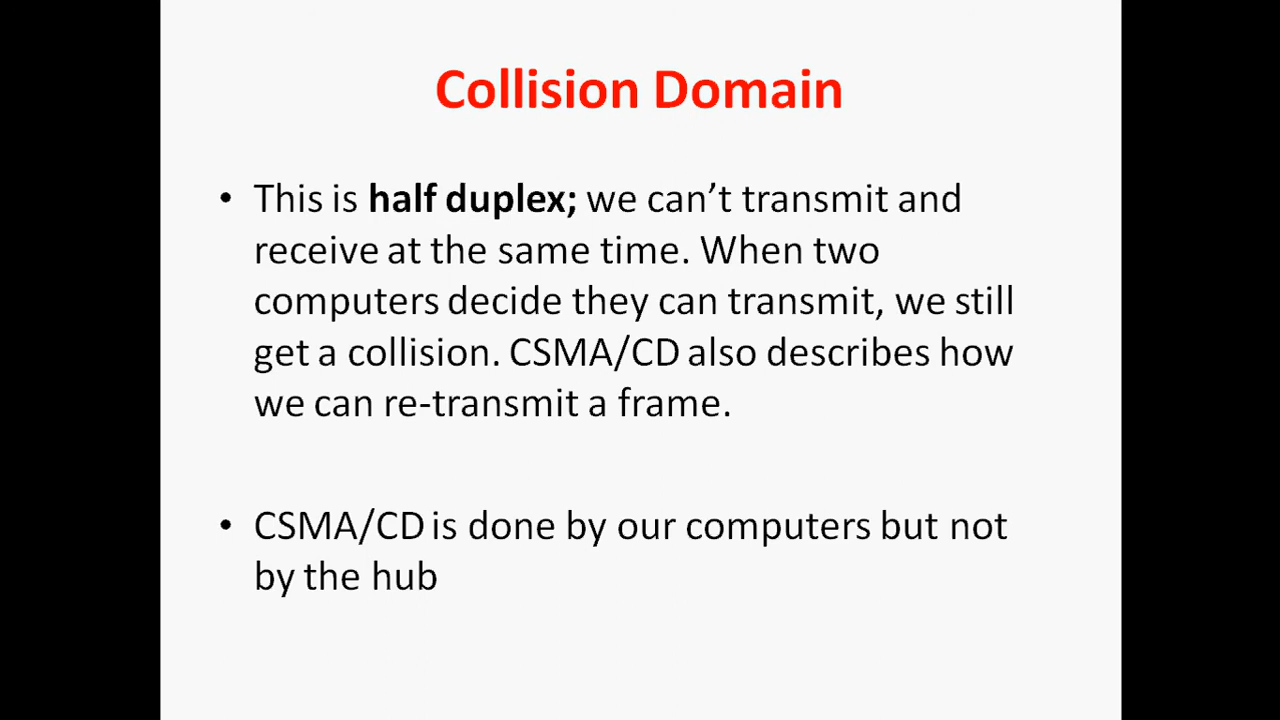 Collision Domain
• This is half duplex; we can’t transmit and
receive at the same time. When two
computers decide they can transmit, we still
get a collision. CSMA/CD also describes how
we can re-transmit a frame.
• CSMA/CD is done by our computers but not
by the hub